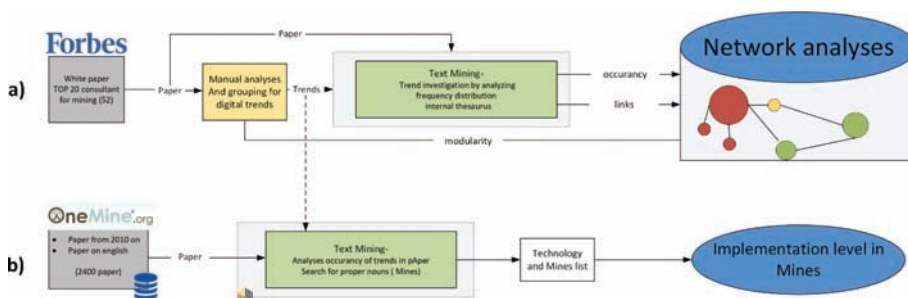 Forbes
a)
White paper
TOP 20 consultant
for mining (52)
Paper
Paper
Manual analyses
And grouping for
digital trends
Trends
Text Mining-
Trend investigation by analyzing
frequency distribution
internal thesaurus
occurancy
links
modularity
Network analyses
b)
OneMine.org
• Paper from 2010 on
• Paper on english
(2400 paper)
Paper
Text Mining-
Analyses occurancy of trends in pAper
Search for proper nouns ( Mines)
Technology
and Mines list
Implementation level in
Mines